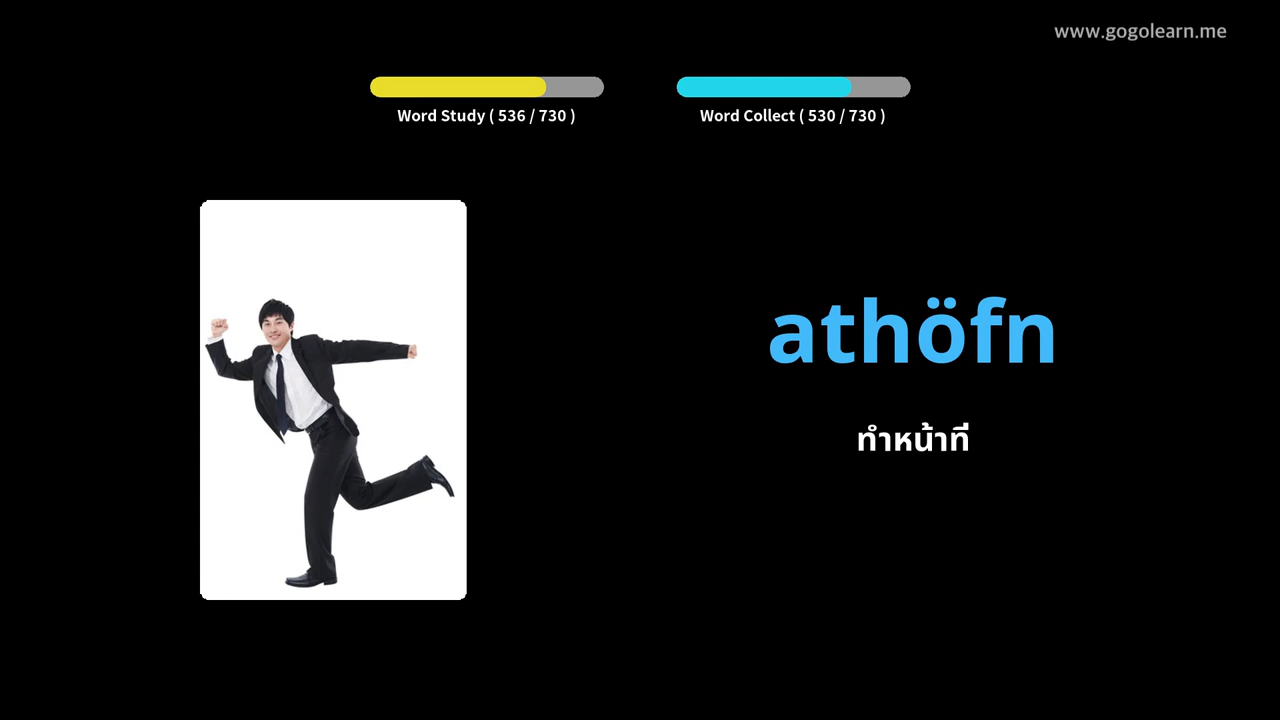 www.gogolearn.me
Word Study ( 536 / 730 )
Word Collect ( 530 / 730 )
athöfn
ทำหน้าที่